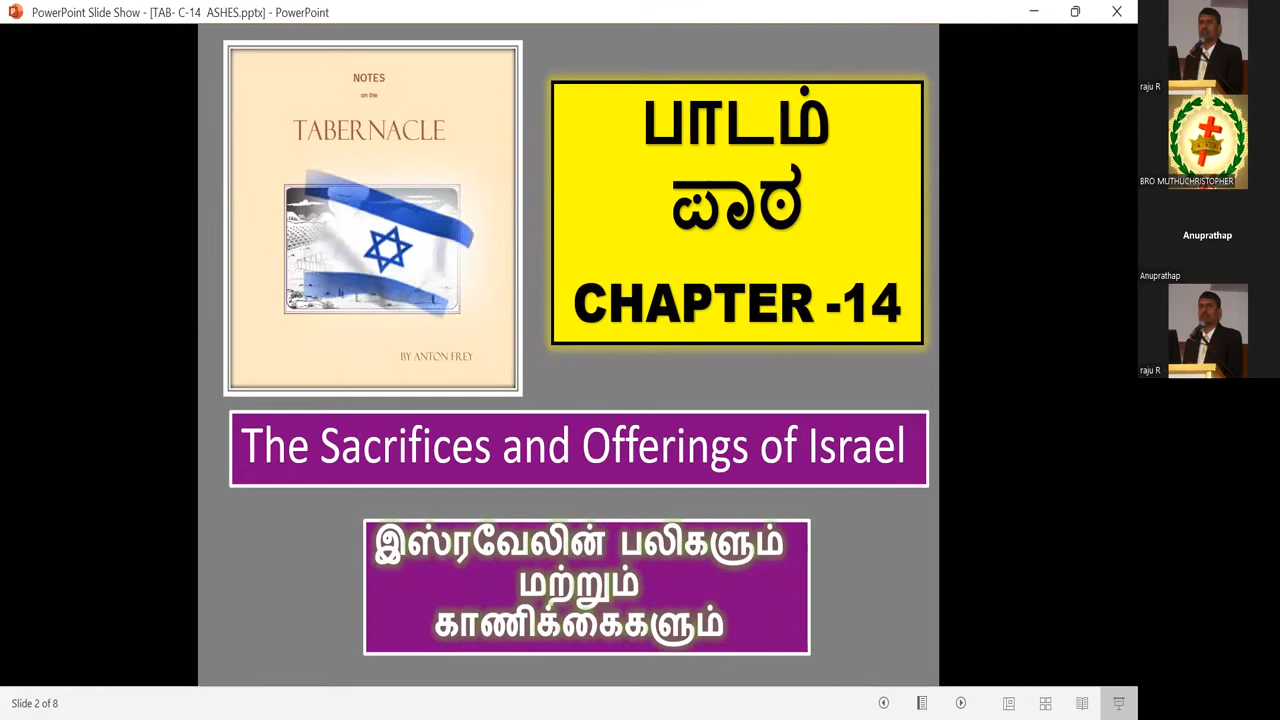 PowerPoint Slide Show - [TAB- C-14  ASHES.pptx] - PowerPoint
NOTES
on the
TABERNACLE
BY ANTON FREY
பாடம்
ಪಾಠ
CHAPTER -14
The Sacrifices and Offerings of Israel
இஸ்ரவேலின் பலிகளும்
மற்றும்
காணிக்கைகளும்
raju R
BRO MUTHUCHRISTOPHER
Anuprathap
Anuprathap
raju R
Slide 2 of 8